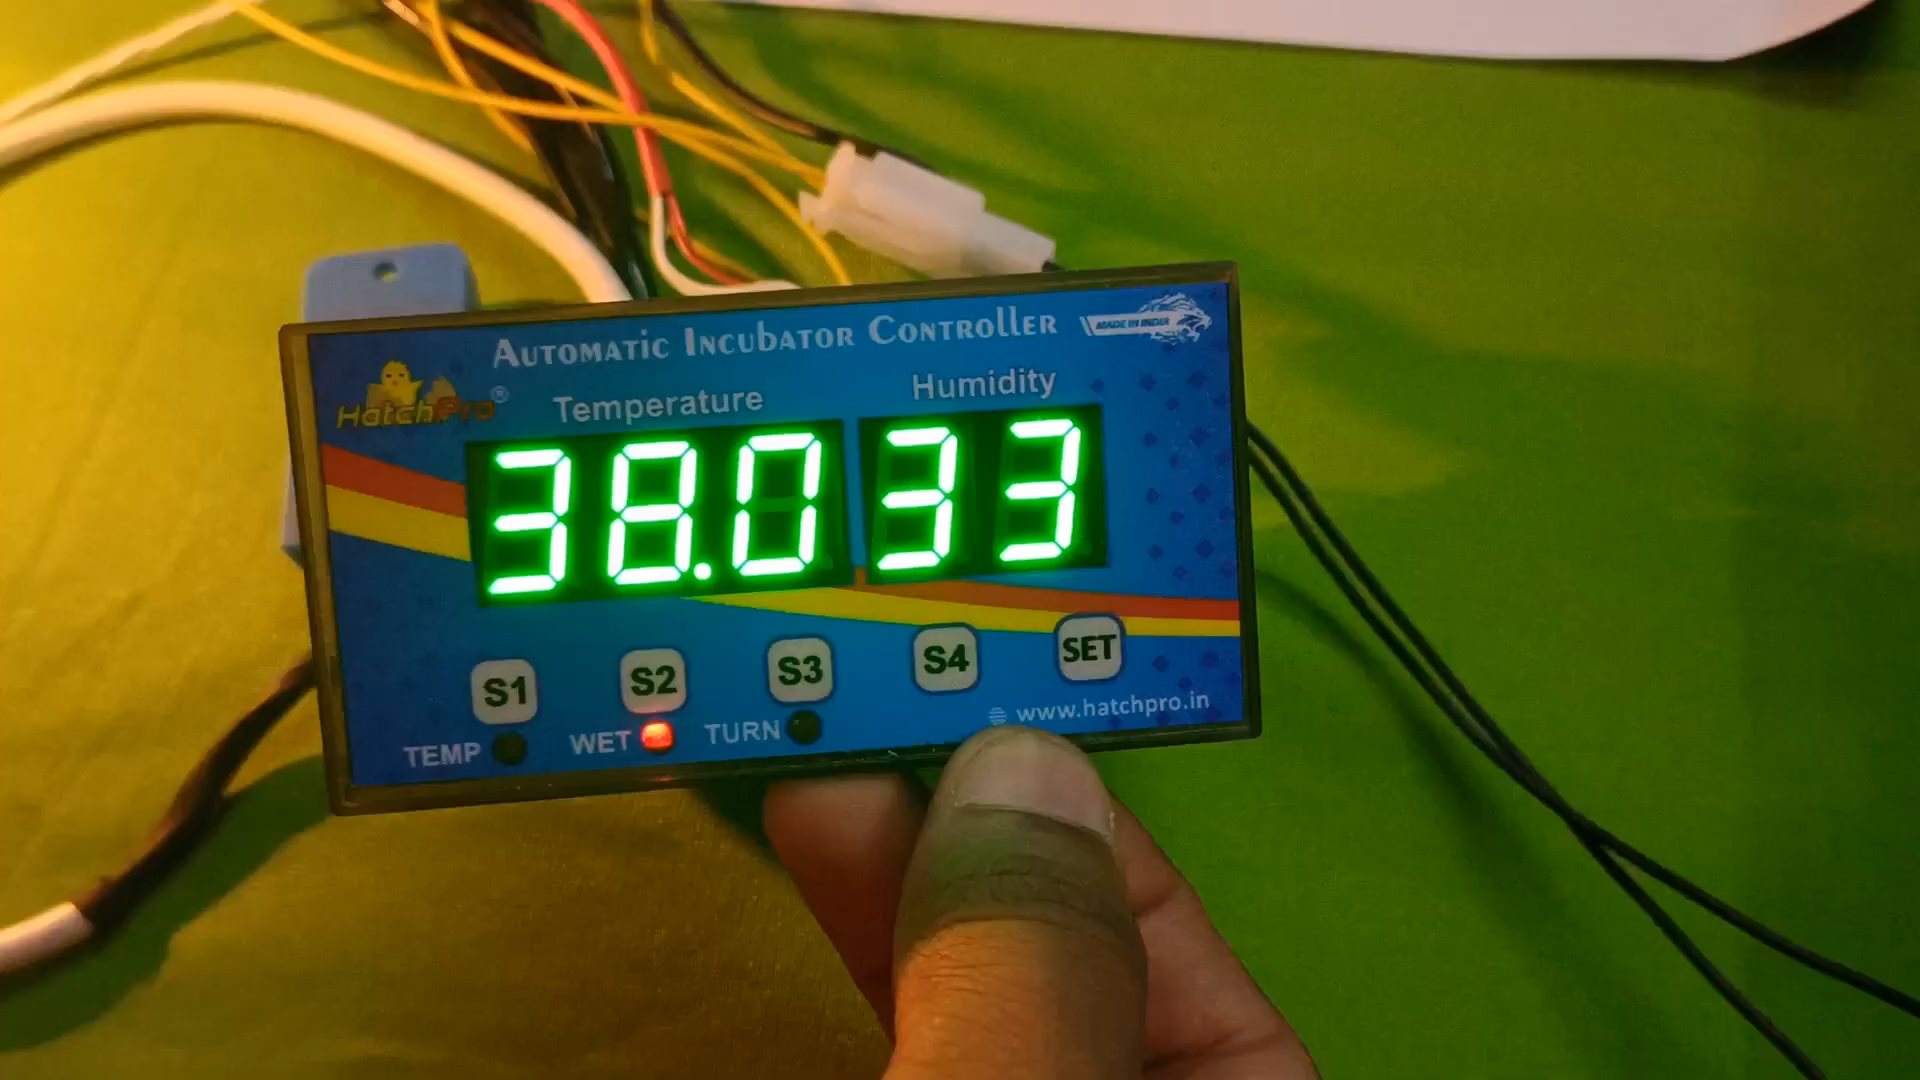 Automatic Incubator Controller
MADE IN INDIA
HatchPro®
Temperature
Humidity
38.0
33
S1
S2
S3
S4
SET
TEMP
WET
TURN
www.hatchpro.in